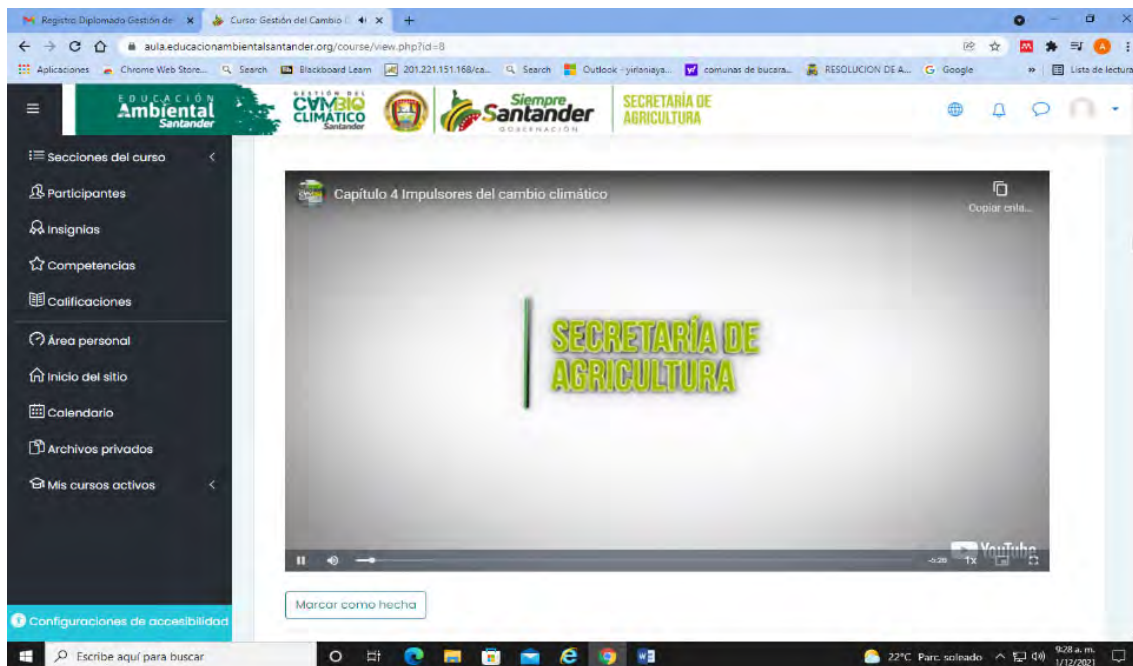 Registro Diplomado Gestión de
Curso: Gestión del Cambio
aula.educacionambientalsantander.org/course/view.php?id=8
Aplicaciones
Chrome Web Store...
Search
Blackboard Learn
201.221.151.168/ca...
Search
Outlook - yirlaniaya...
comunas de bucara...
RESOLUCION DE A...
Google
Lista de lectura
EDUCACIÓN
Ambiental
Santander
GESTIÓN DEL
CAMBIO
CLIMÁTICO
Santander
Siempre
Santander
GOBERNACIÓN
SECRETARÍA DE
AGRICULTURA
Secciones del curso
Participantes
Insignias
Competencias
Calificaciones
Área personal
Inicio del sitio
Calendario
Archivos privados
Mis cursos activos
Configuraciones de accesibilidad
Capítulo 4 Impulsores del cambio climático
Copiar enla...
SECRETARÍA DE
AGRICULTURA
1x
YouTube
Marcar como hecha
Escribe aquí para buscar
22°C Parc. soleado
9:28 a. m.
1/12/2021